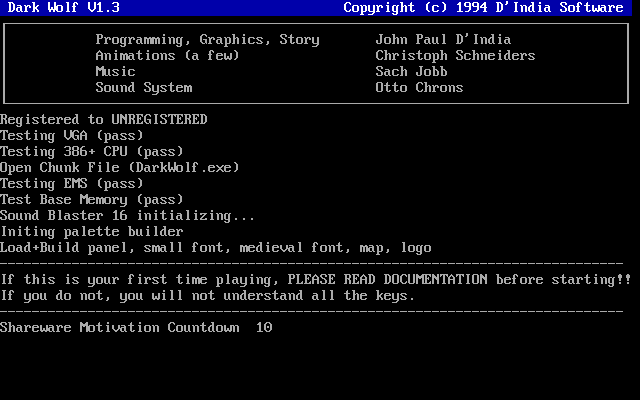 Dark Wolf V1.3 Copyright (c) 1994 D'India Software
Programming, Graphics, Story John Paul D'India
Animations (a few) Christoph Schneiders
Music Sach Jobb
Sound System Otto Chrons
Registered to UNREGISTERED
Testing VGA (pass)
Testing 386+ CPU (pass)
Open Chunk File (DarkWolf.exe)
Testing EMS (pass)
Test Base Memory (pass)
Sound Blaster 16 initializing...
Initing palette builder
Load+Build panel, small font, medieval font, map, logo
If this is your first time playing, PLEASE READ DOCUMENTATION before starting!!
If you do not, you will not understand all the keys.
Shareware Motivation Countdown 10